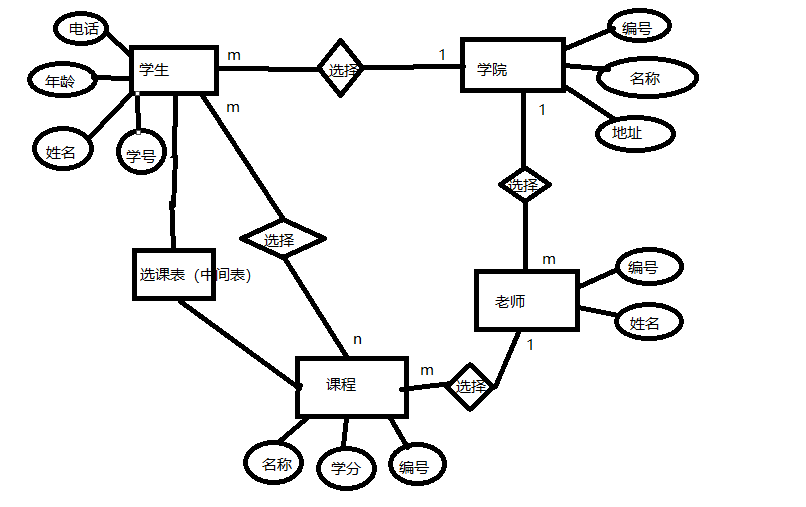 电话
学生
m
选择
1
学院
编号
名称
年龄
姓名
学号
m
1
地址
选择
选择
m
编号
选课表（中间表）
老师
姓名
n
1
课程
m
选择
名称
学分
编号